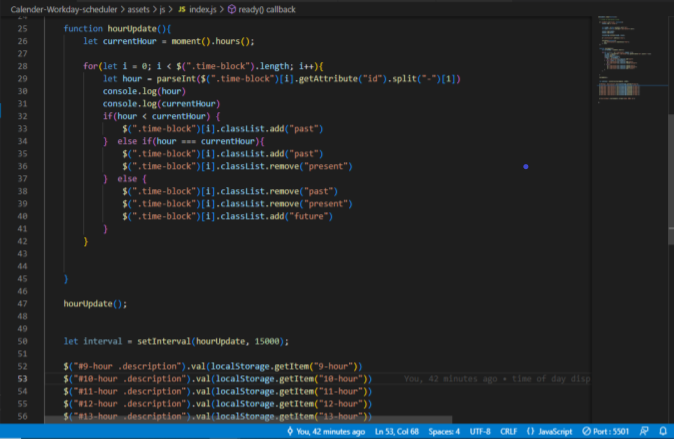 Calender-Workday-scheduler > assets > js > JS index.js > ready() callback
24
25 function hourUpdate(){
26 let currentHour = moment().hours();
27
28 for(let i = 0; i < $(".time-block").length; i++){
29 let hour = parseInt($(".time-block")[i].getAttribute("id").split("-")[1])
30 console.log(hour)
31 console.log(currentHour)
32 if(hour < currentHour) {
33 $(".time-block")[i].classList.add("past")
34 } else if(hour === currentHour){
35 $(".time-block")[i].classList.add("past")
36 $(".time-block")[i].classList.remove("present")
37 } else {
38 $(".time-block")[i].classList.remove("past")
39 $(".time-block")[i].classList.remove("present")
40 $(".time-block")[i].classList.add("future")
41 }
42 }
43
44
45 }
46
47 hourUpdate();
48
49
50 let interval = setInterval(hourUpdate, 15000);
51
52 $("#9-hour .description").val(localStorage.getItem("9-hour"))
53 $("#10-hour .description").val(localStorage.getItem("10-hour")) You, 42 minutes ago • time of day disp
54 $("#11-hour .description").val(localStorage.getItem("11-hour"))
55 $("#12-hour .description").val(localStorage.getItem("12-hour"))
56 $("#13-hour .description").val(localStorage.getItem("13-hour"))
You, 42 minutes ago Ln 53, Col 68 Spaces: 4 UTF-8 CRLF {} JavaScript Port : 5501